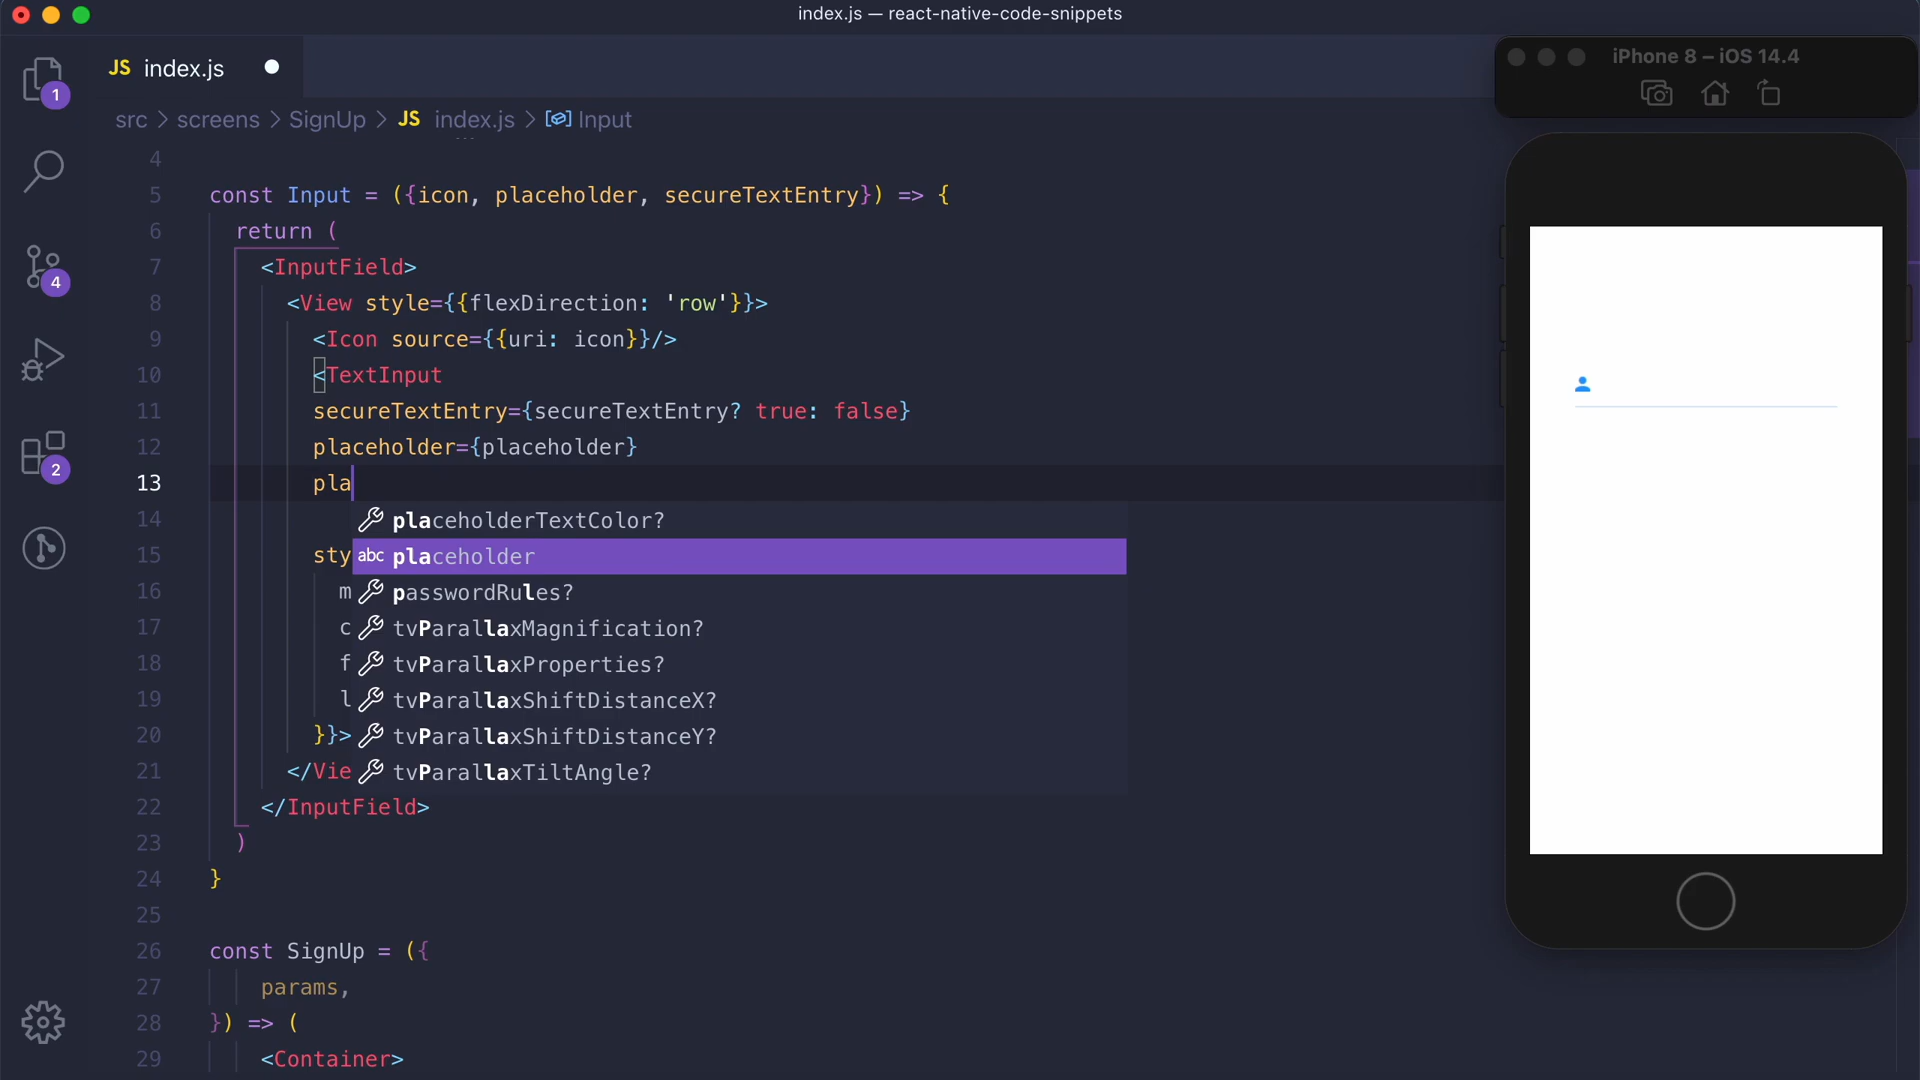 index.js — react-native-code-snippets
JS index.js
src > screens > SignUp > JS index.js > Input
iPhone 8 – iOS 14.4
1
4
2
4
5 const Input = ({icon, placeholder, secureTextEntry}) => {
6 return (
7 <InputField>
8 <View style={{flexDirection: 'row'}}>
9 <Icon source={{uri: icon}}/>
10 <TextInput
11 secureTextEntry={secureTextEntry? true: false}
12 placeholder={placeholder}
13 pla
14 placeholderTextColor?
15 sty abc placeholder
16 m passwordRules?
17 c tvParallaxMagnification?
18 f tvParallaxProperties?
19 l tvParallaxShiftDistanceX?
20 }}> tvParallaxShiftDistanceY?
21 </Vie tvParallaxTiltAngle?
22 </InputField>
23 )
24 }
25
26 const SignUp = ({
27 params,
28 }) => (
29 <Container>